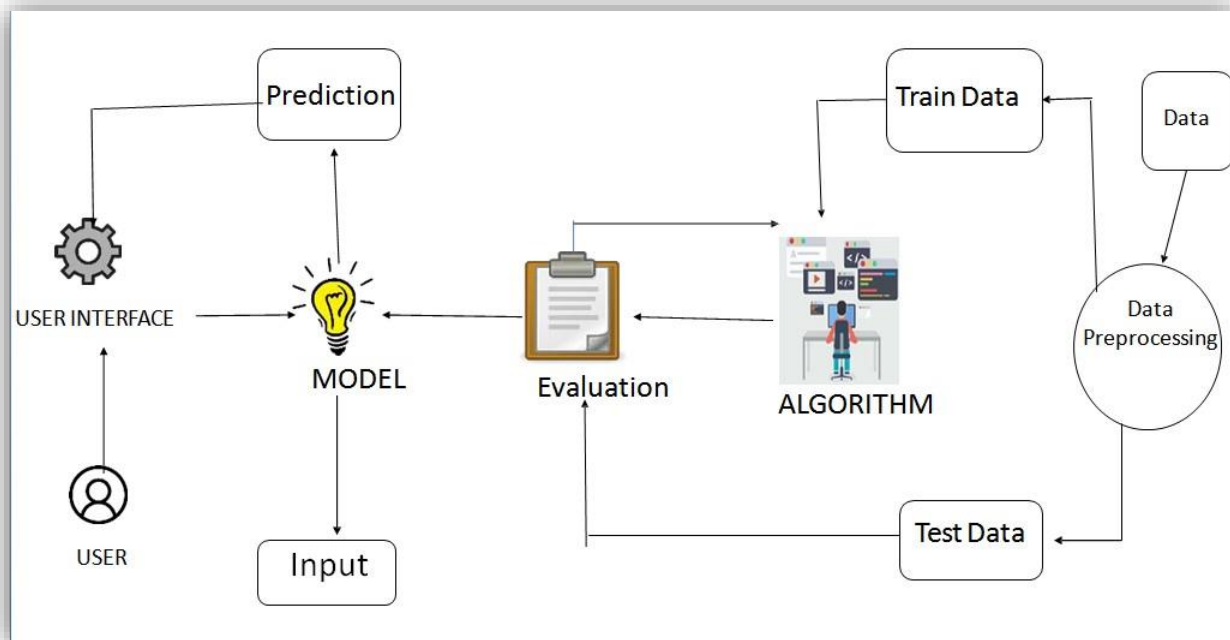 Prediction
Train Data
Data
USER INTERFACE
MODEL
Evaluation
ALGORITHM
Data
Preprocessing
USER
Input
Test Data